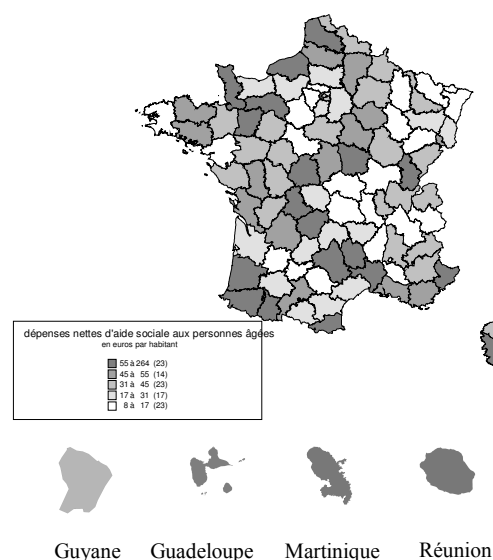 dépenses nettes d'aide sociale aux personnes âgées
en euros par habitant
55 à 264 (23)
45 à 55 (14)
31 à 45 (23)
17 à 31 (17)
8 à 17 (23)
Guyane Guadeloupe Martinique Réunion